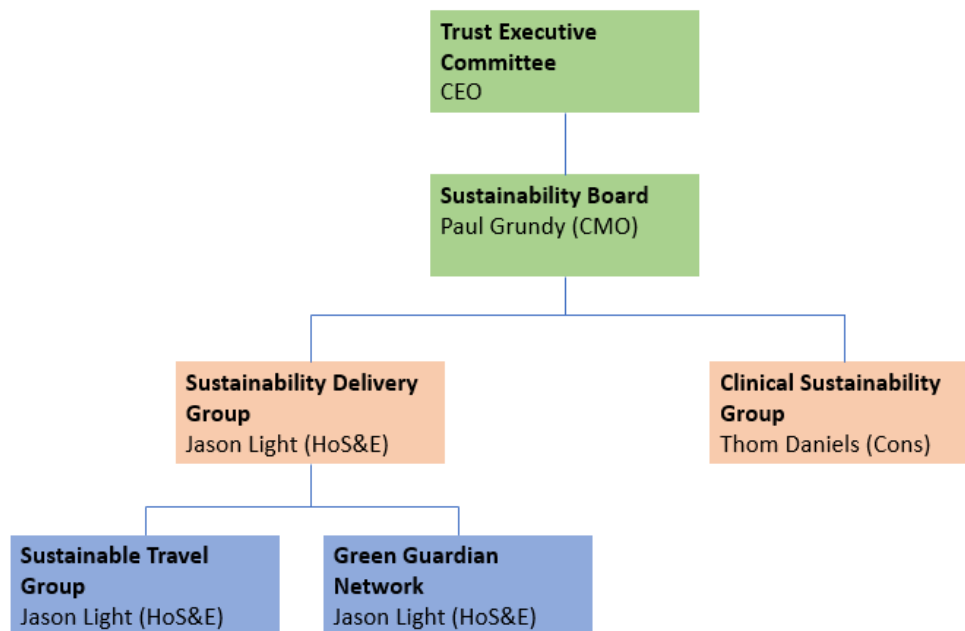 Trust Executive
Committee
CEO
Sustainability Board
Paul Grundy (CMO)
Sustainability Delivery
Group
Jason Light (HoS&E)
Clinical Sustainability
Group
Thom Daniels (Cons)
Sustainable Travel
Group
Jason Light (HoS&E)
Green Guardian
Network
Jason Light (HoS&E)